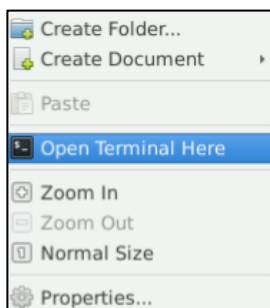 Create Folder...
Create Document
Paste
Open Terminal Here
Zoom In
Zoom Out
Normal Size
Properties...